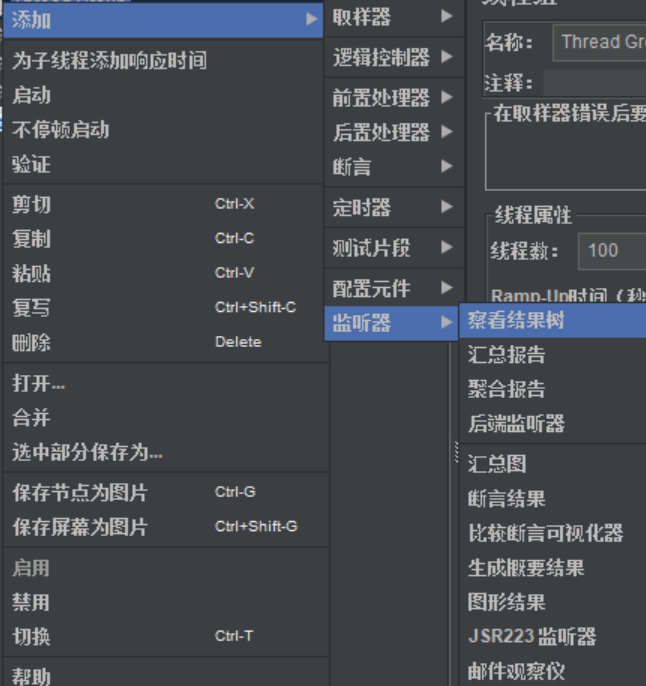 添加
为子线程添加响应时间
启动
不停顿启动
验证
剪切 Ctrl-X
复制 Ctrl-C
粘贴 Ctrl-V
复写 Ctrl+Shift-C
删除 Delete
打开...
合并
选中部分保存为...
保存节点为图片 Ctrl-G
保存屏幕为图片 Ctrl+Shift-G
启用
禁用
切换 Ctrl-T
帮助
取样器
逻辑控制器
前置处理器
后置处理器
断言
定时器
测试片段
配置元件
监听器
线程组
名称： Thread Gr
注释：
在取样器错误后要
线程属性
线程数： 100
Ramp-Up时间（秒
察看结果树
汇总报告
聚合报告
后端监听器
汇总图
断言结果
比较断言可视化器
生成概要结果
图形结果
JSR223 监听器
邮件观察仪